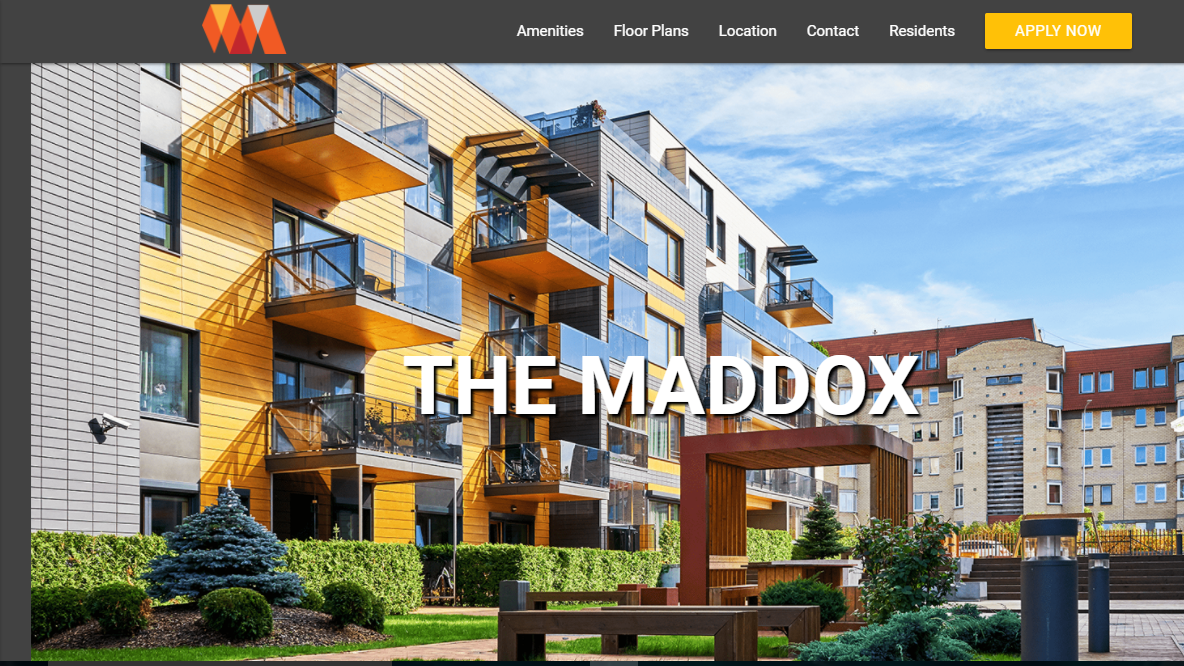 Amenities Floor Plans Location Contact Residents APPLY NOW
THE MADDOX